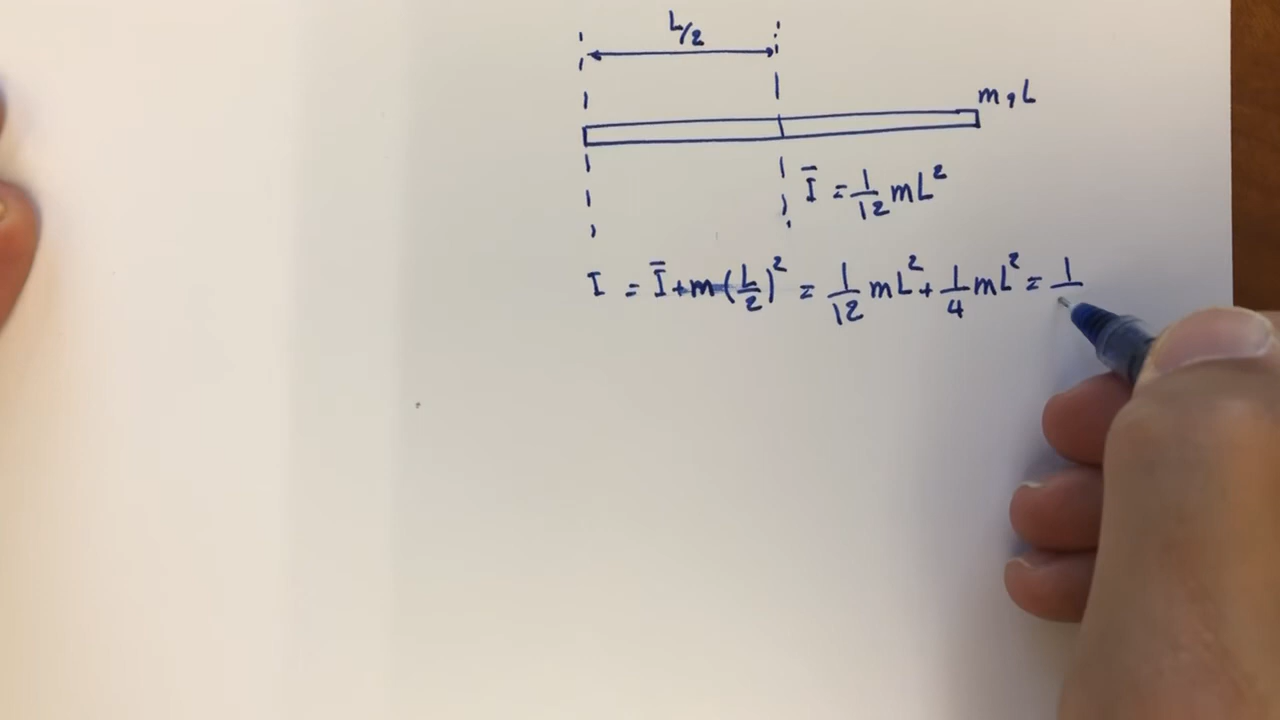 L/2
m, L
Ī = 1/12 mL²
I = Ī + m(L/2)² = 1/12 mL² + 1/4 mL² = 1/